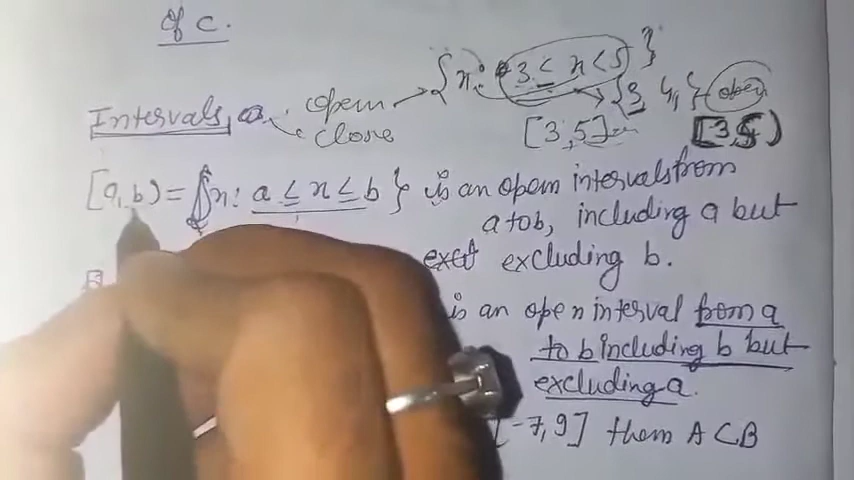 of c.
Intervals, open close {x: 3 ≤ x < 5} {3, 4} open
[3,5] [3,5)
[a,b) = {x: a ≤ x ≤ b} is an open intervals from
a to b, including a but
excluding b.
is an open interval from a
to b including b but
excluding a.
[-7,9] then A⊂B